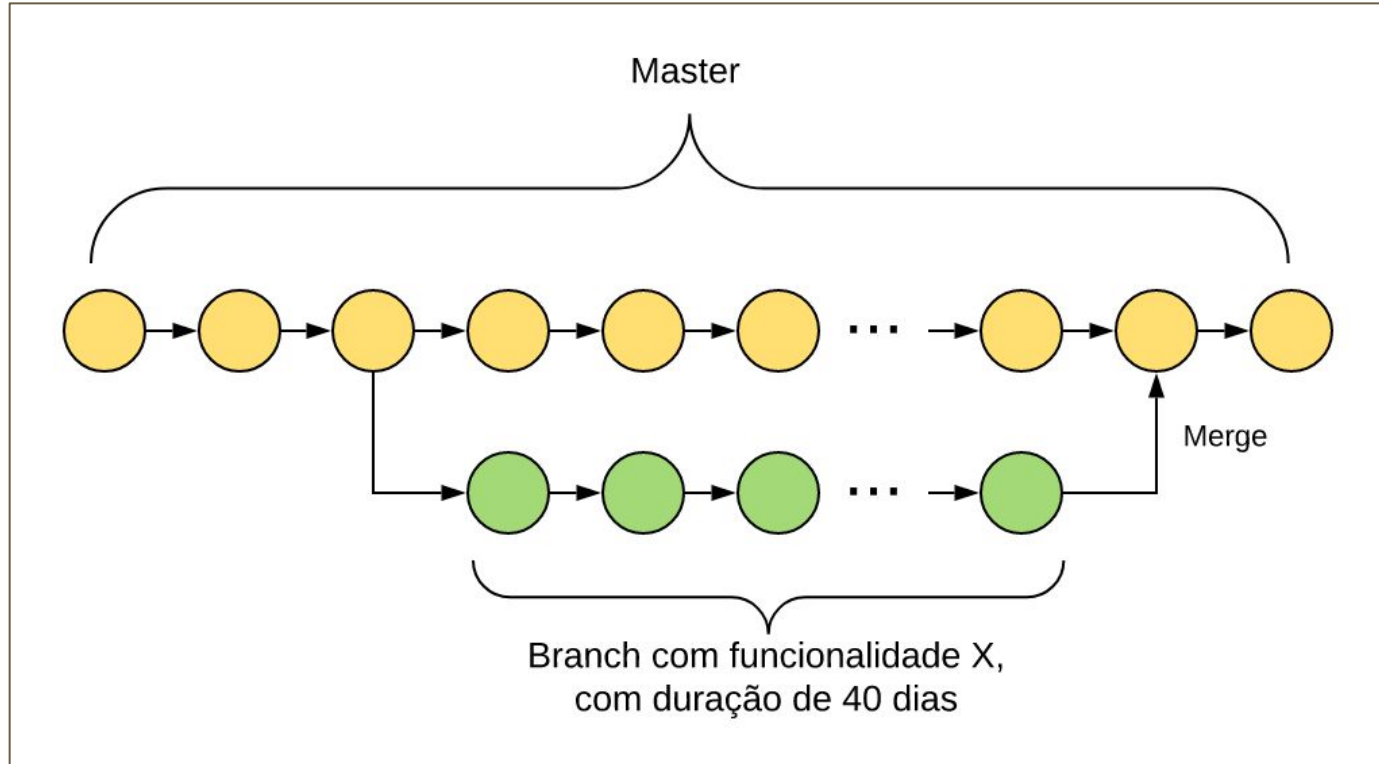 Master
...
...
Merge
Branch com funcionalidade X,
com duração de 40 dias